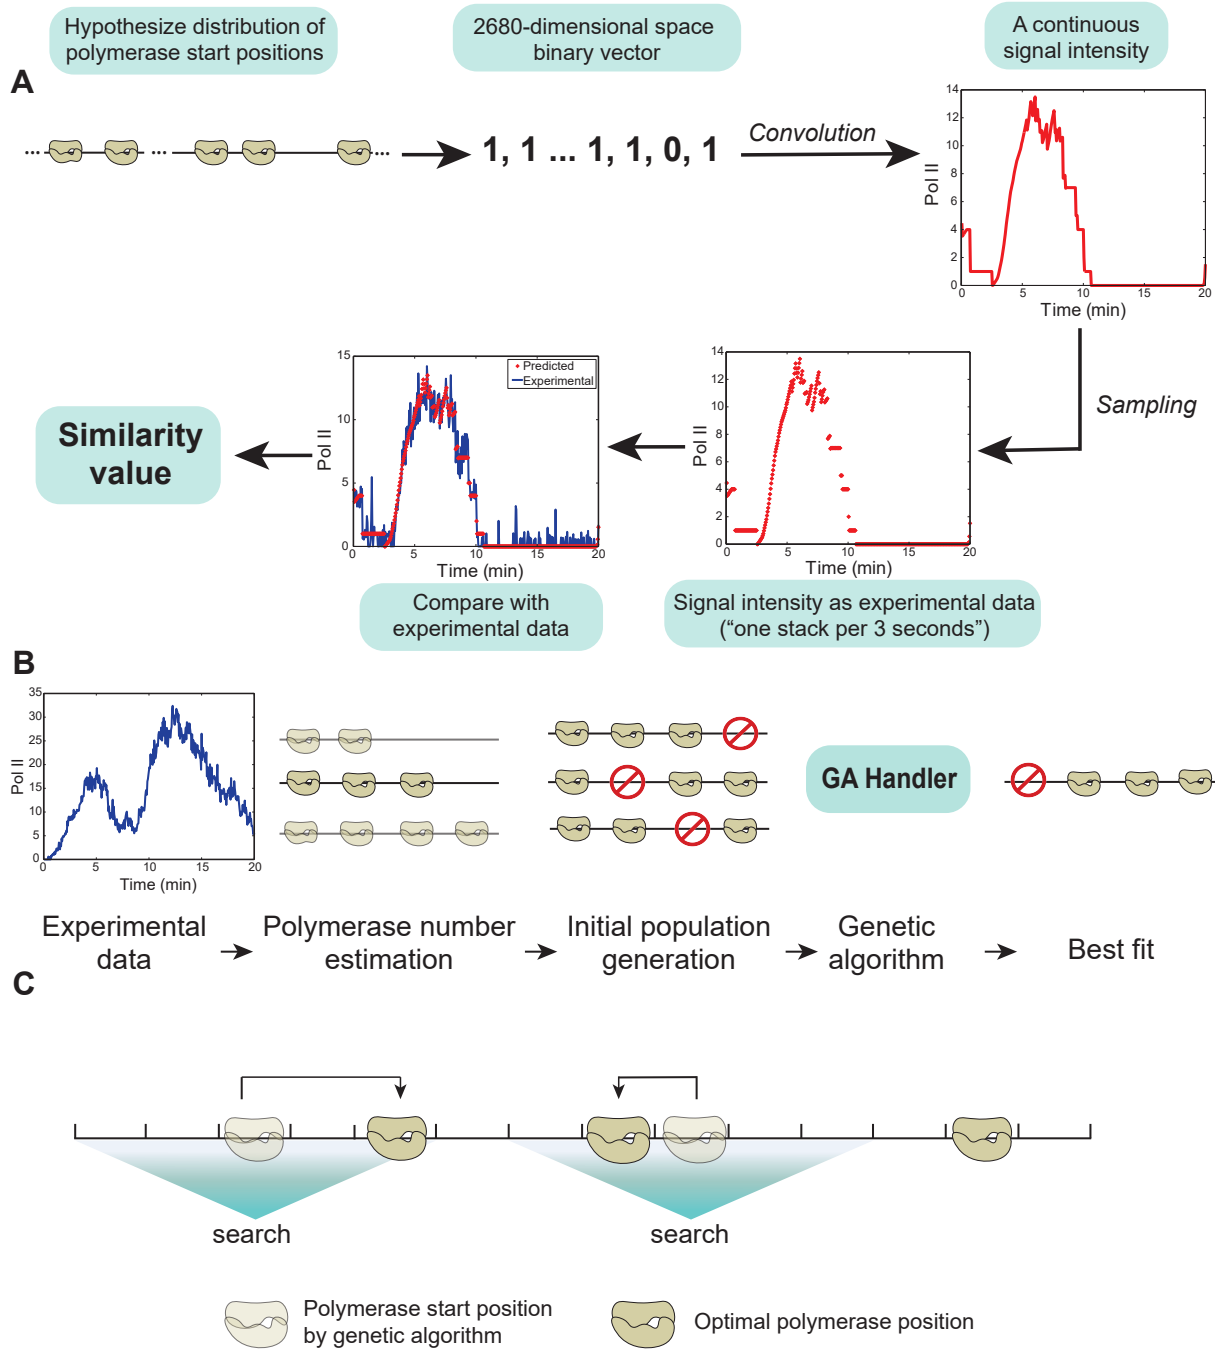 Hypothesize distribution of
polymerase start positions
2680-dimensional space
binary vector
A continuous
signal intensity
A
1, 1 ... 1, 1, 0, 1
Convolution
Pol II
14
12
10
8
6
4
2
0
0 5 10 15 20
Time (min)
Sampling
Similarity
value
Pol II
15
10
5
0
0 5 10 15 20
Time (min)
Predicted
Experimental
Pol II
14
12
10
8
6
4
2
0
0 5 10 15 20
Time (min)
Compare with
experimental data
Signal intensity as experimental data
(“one stack per 3 seconds”)
B
Pol II
35
30
25
20
15
10
5
0
0 5 10 15 20
Time (min)
GA Handler
Experimental
data
Polymerase number
estimation
Initial population
generation
Genetic
algorithm
Best fit
C
search
search
Polymerase start position
by genetic algorithm
Optimal polymerase position